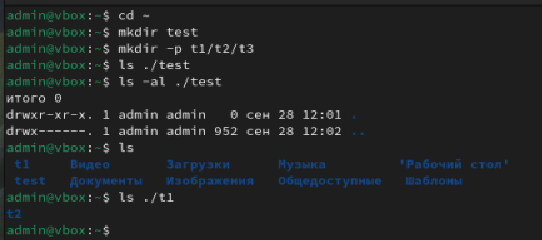 admin@vbox:~$ cd ~
admin@vbox:~$ mkdir test
admin@vbox:~$ mkdir -p t1/t2/t3
admin@vbox:~$ ls ./test
admin@vbox:~$ ls -al ./test
итого 0
drwxr-xr-x. 1 admin admin   0 сен 28 12:01 .
drwx------. 1 admin admin 952 сен 28 12:02 ..
admin@vbox:~$ ls
 t1     Видео       Загрузки      Музыка         'Рабочий стол'
 test   Документы   Изображения   Общедоступные   Шаблоны
admin@vbox:~$ ls ./t1
t2
admin@vbox:~$